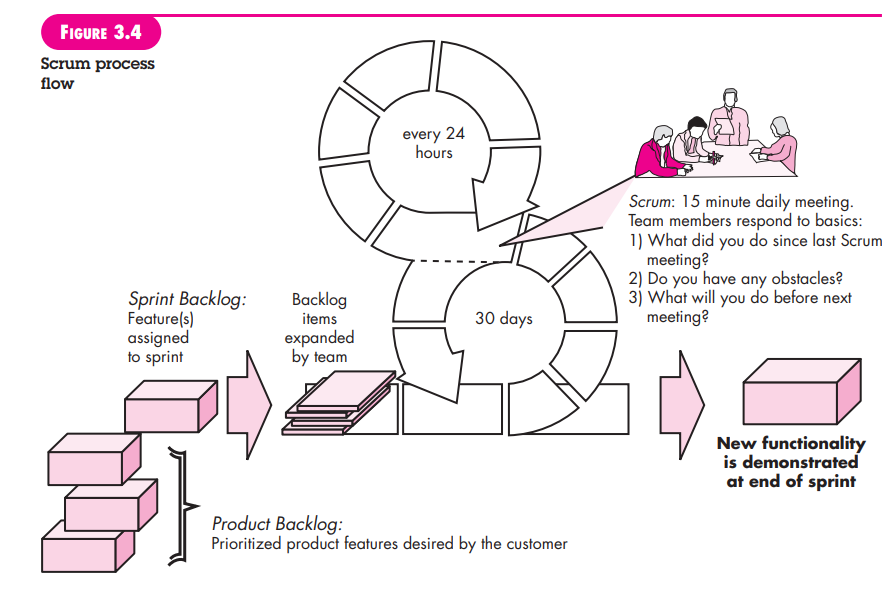 FIGURE 3.4
Scrum process
flow
every 24
hours
Scrum: 15 minute daily meeting.
Team members respond to basics:
1) What did you do since last Scrum
meeting?
2) Do you have any obstacles?
3) What will you do before next
meeting?
Sprint Backlog:
Feature(s)
assigned
to sprint
Backlog
items
expanded
by team
30 days
New functionality
is demonstrated
at end of sprint
Product Backlog:
Prioritized product features desired by the customer